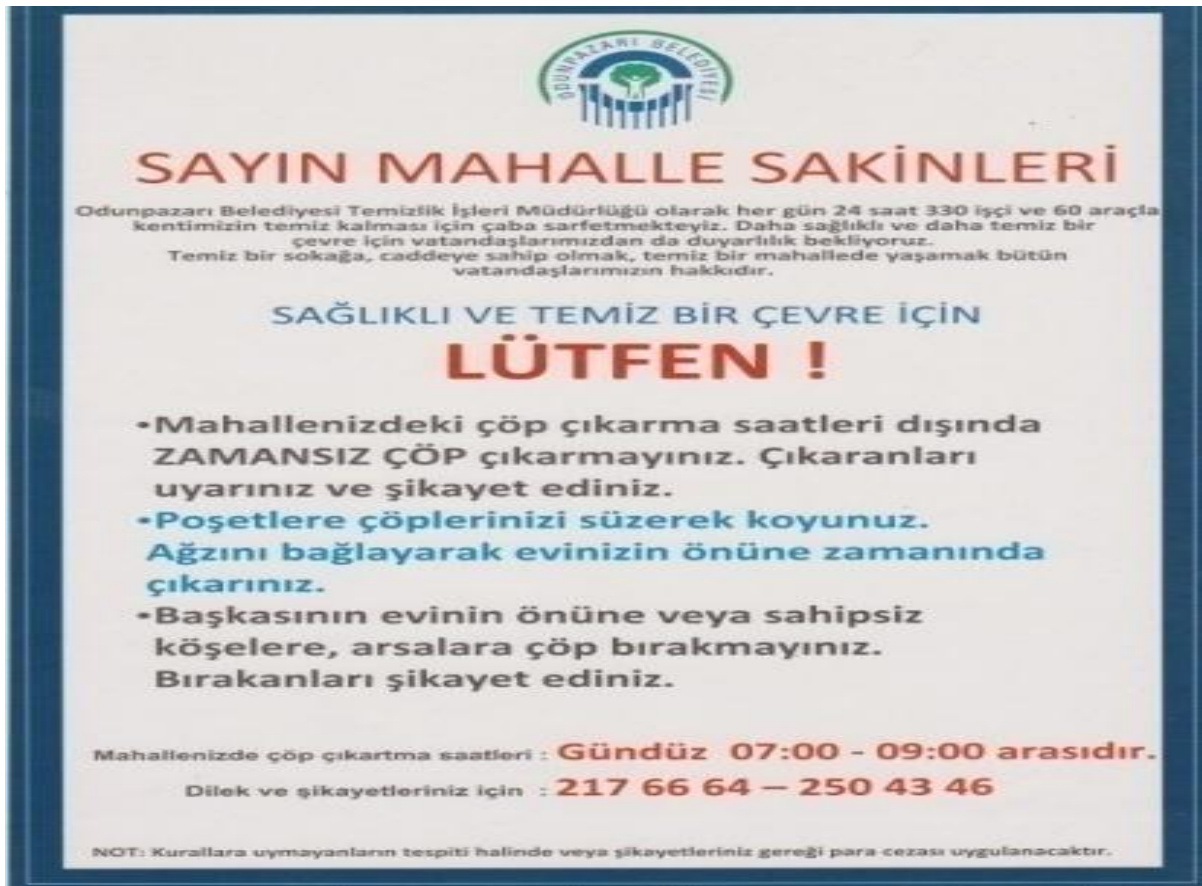 ODUNPAZARI BELEDİYESİ
SAYIN MAHALLE SAKİNLERİ
Odunpazarı Belediyesi Temizlik İşleri Müdürlüğü olarak her gün 24 saat 330 işçi ve 60 araçla
kentimizin temiz kalması için çaba sarfetmekteyiz. Daha sağlıklı ve daha temiz bir
çevre için vatandaşlarımızdan da duyarlılık bekliyoruz.
Temiz bir sokağa, caddeye sahip olmak, temiz bir mahallede yaşamak bütün
vatandaşlarımızın hakkıdır.
SAĞLIKLI VE TEMİZ BİR ÇEVRE İÇİN
LÜTFEN !
•Mahallenizdeki çöp çıkarma saatleri dışında
ZAMANSIZ ÇÖP çıkarmayınız. Çıkaranları
uyarınız ve şikayet ediniz.
•Poşetlere çöplerinizi süzerek koyunuz.
Ağzını bağlayarak evinizin önüne zamanında
çıkarınız.
•Başkasının evinin önüne veya sahipsiz
köşelere, arsalara çöp bırakmayınız.
Bırakanları şikayet ediniz.
Mahallenizde çöp çıkartma saatleri : Gündüz 07:00 - 09:00 arasıdır.
Dilek ve şikayetleriniz için : 217 66 64 – 250 43 46
NOT: Kurallara uymayanların tespiti halinde veya şikayetleriniz gereği para cezası uygulanacaktır.